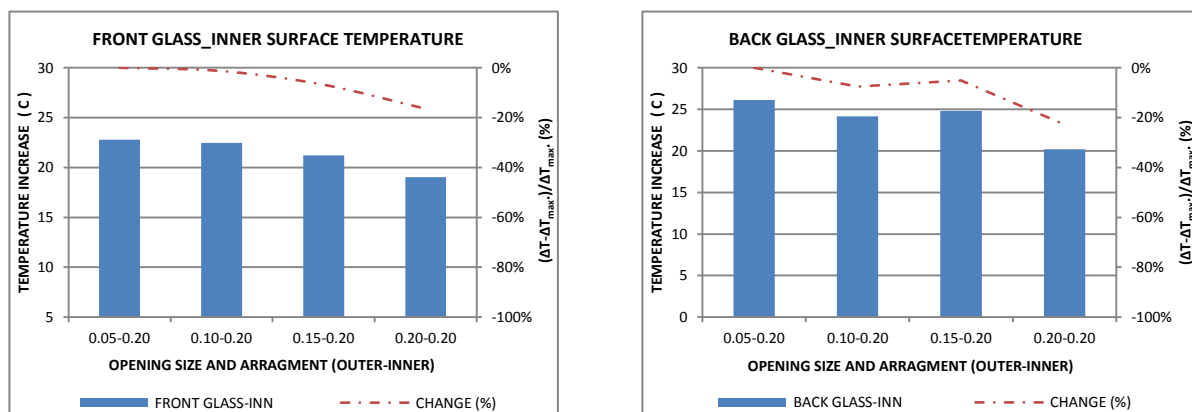 FRONT GLASS_INNER SURFACE TEMPERATURE
TEMPERATURE INCREASE ( C )
30
25
20
15
10
5
0%
-20%
-40%
-60%
-80%
-100%
(ΔT-ΔTmax.)/ΔTmax. (%)
0.05-0.20 0.10-0.20 0.15-0.20 0.20-0.20
OPENING SIZE AND ARRAGMENT (OUTER-INNER)
FRONT GLASS-INN CHANGE (%)
BACK GLASS_INNER SURFACETEMPERATURE
TEMPERATURE INCREASE ( C )
30
25
20
15
10
5
0
0%
-20%
-40%
-60%
-80%
-100%
(ΔT-ΔTmax.)/ΔTmax. (%)
0.05-0.20 0.10-0.20 0.15-0.20 0.20-0.20
OPENING SIZE AND ARRAGMENT (OUTER-INNER)
BACK GLASS-INN CHANGE (%)